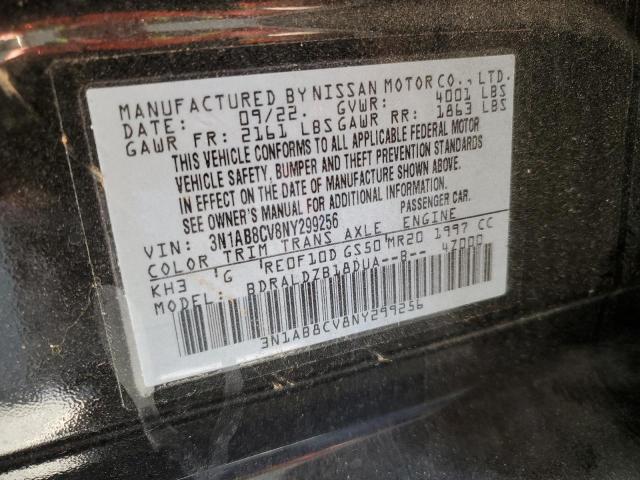 MANUFACTURED BY NISSAN MOTOR CO., LTD.
DATE: 09/22. GVWR: 4001 LBS
GAWR FR: 2161 LBS GAWR RR: 1863 LBS
THIS VEHICLE CONFORMS TO ALL APPLICABLE FEDERAL MOTOR
VEHICLE SAFETY, BUMPER AND THEFT PREVENTION STANDARDS
IN EFFECT ON THE DATE OF MANUFACTURE SHOWN ABOVE.
SEE OWNER'S MANUAL FOR ADDITIONAL INFORMATION.
VIN: 3N1AB8CV8NY299256 PASSENGER CAR.
COLOR TRIM TRANS AXLE ENGINE
KH3 G RE0F10D GS50 MR20 1997 CC
MODEL: BDRALDZB18DUA--B-- 4Z000
3N1AB8CV8NY299256